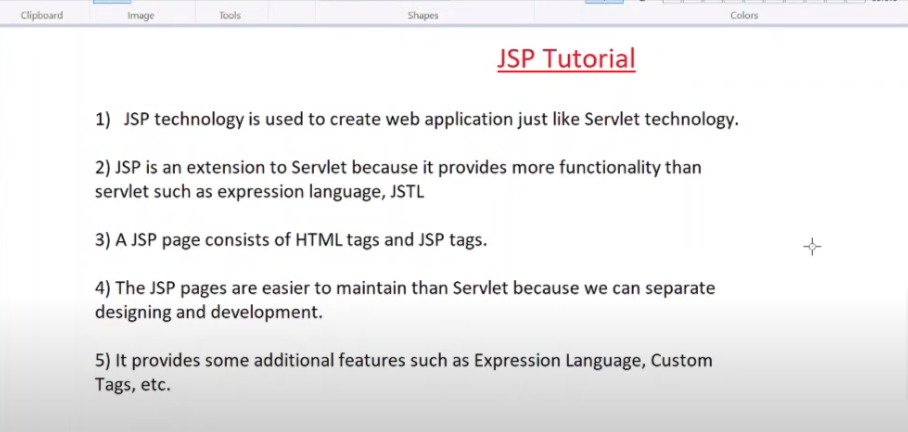 Clipboard Image Tools Shapes Colors
JSP Tutorial
1) JSP technology is used to create web application just like Servlet technology.
2) JSP is an extension to Servlet because it provides more functionality than
servlet such as expression language, JSTL
3) A JSP page consists of HTML tags and JSP tags.
4) The JSP pages are easier to maintain than Servlet because we can separate
designing and development.
5) It provides some additional features such as Expression Language, Custom
Tags, etc.